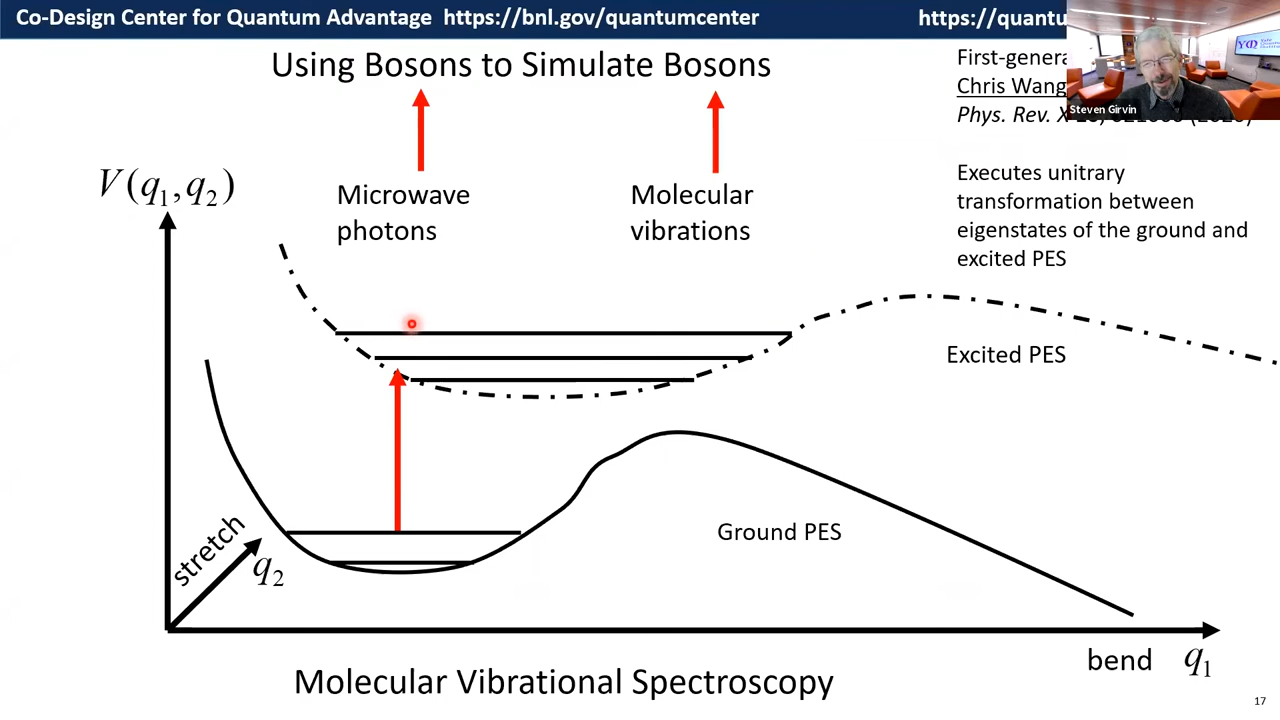 Co-Design Center for Quantum Advantage https://bnl.gov/quantumcenter https://quantu
Using Bosons to Simulate Bosons
First-genera
Chris Wang
Phys. Rev. X
Steven Girvin
Microwave
photons
Molecular
vibrations
Executes unitrary
transformation between
eigenstates of the ground and
excited PES
V(q₁,q₂)
Excited PES
Ground PES
stretch
q₂
bend q₁
Molecular Vibrational Spectroscopy
17